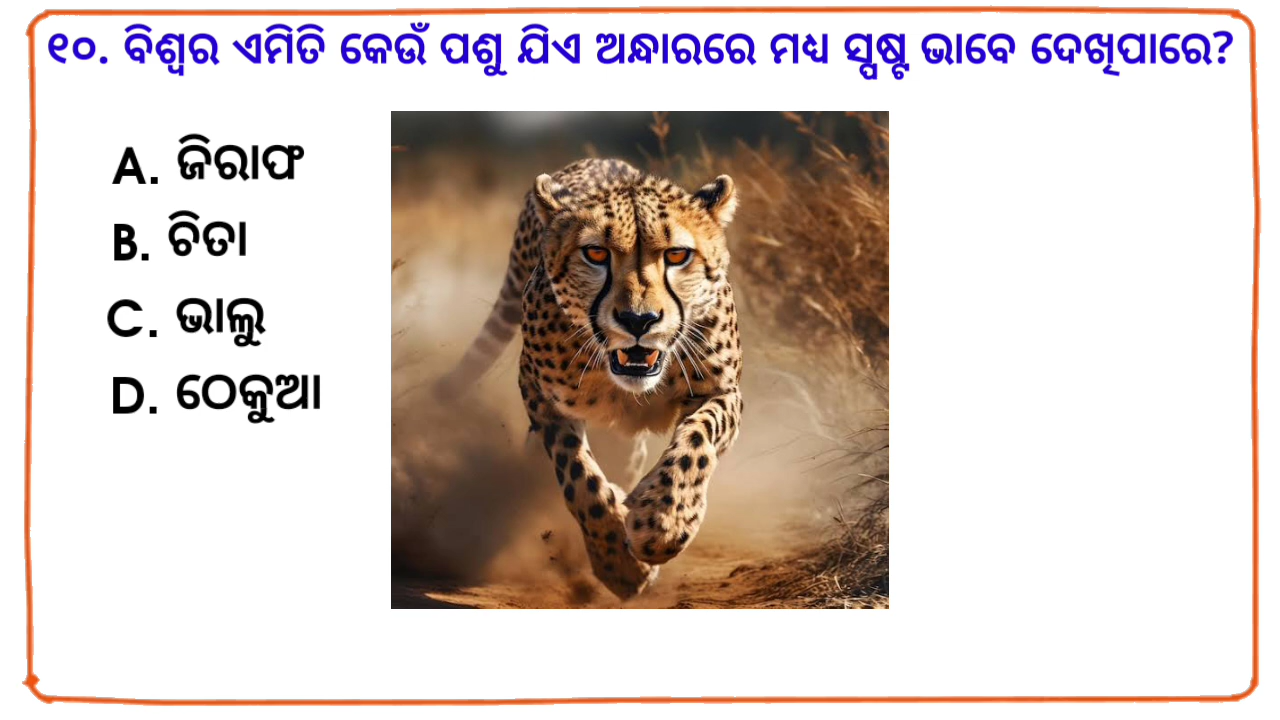 ୧୦. ବିଶ୍ୱର ଏମିତି କେଉଁ ପଶୁ ଯିଏ ଅନ୍ଧାରରେ ମଧ୍ୟ ସ୍ପଷ୍ଟ ଭାବେ ଦେଖିପାରେ?
A. ଜିରାଫ
B. ଚିତା
C. ଭାଲୁ
D. ଠେକୁଆ